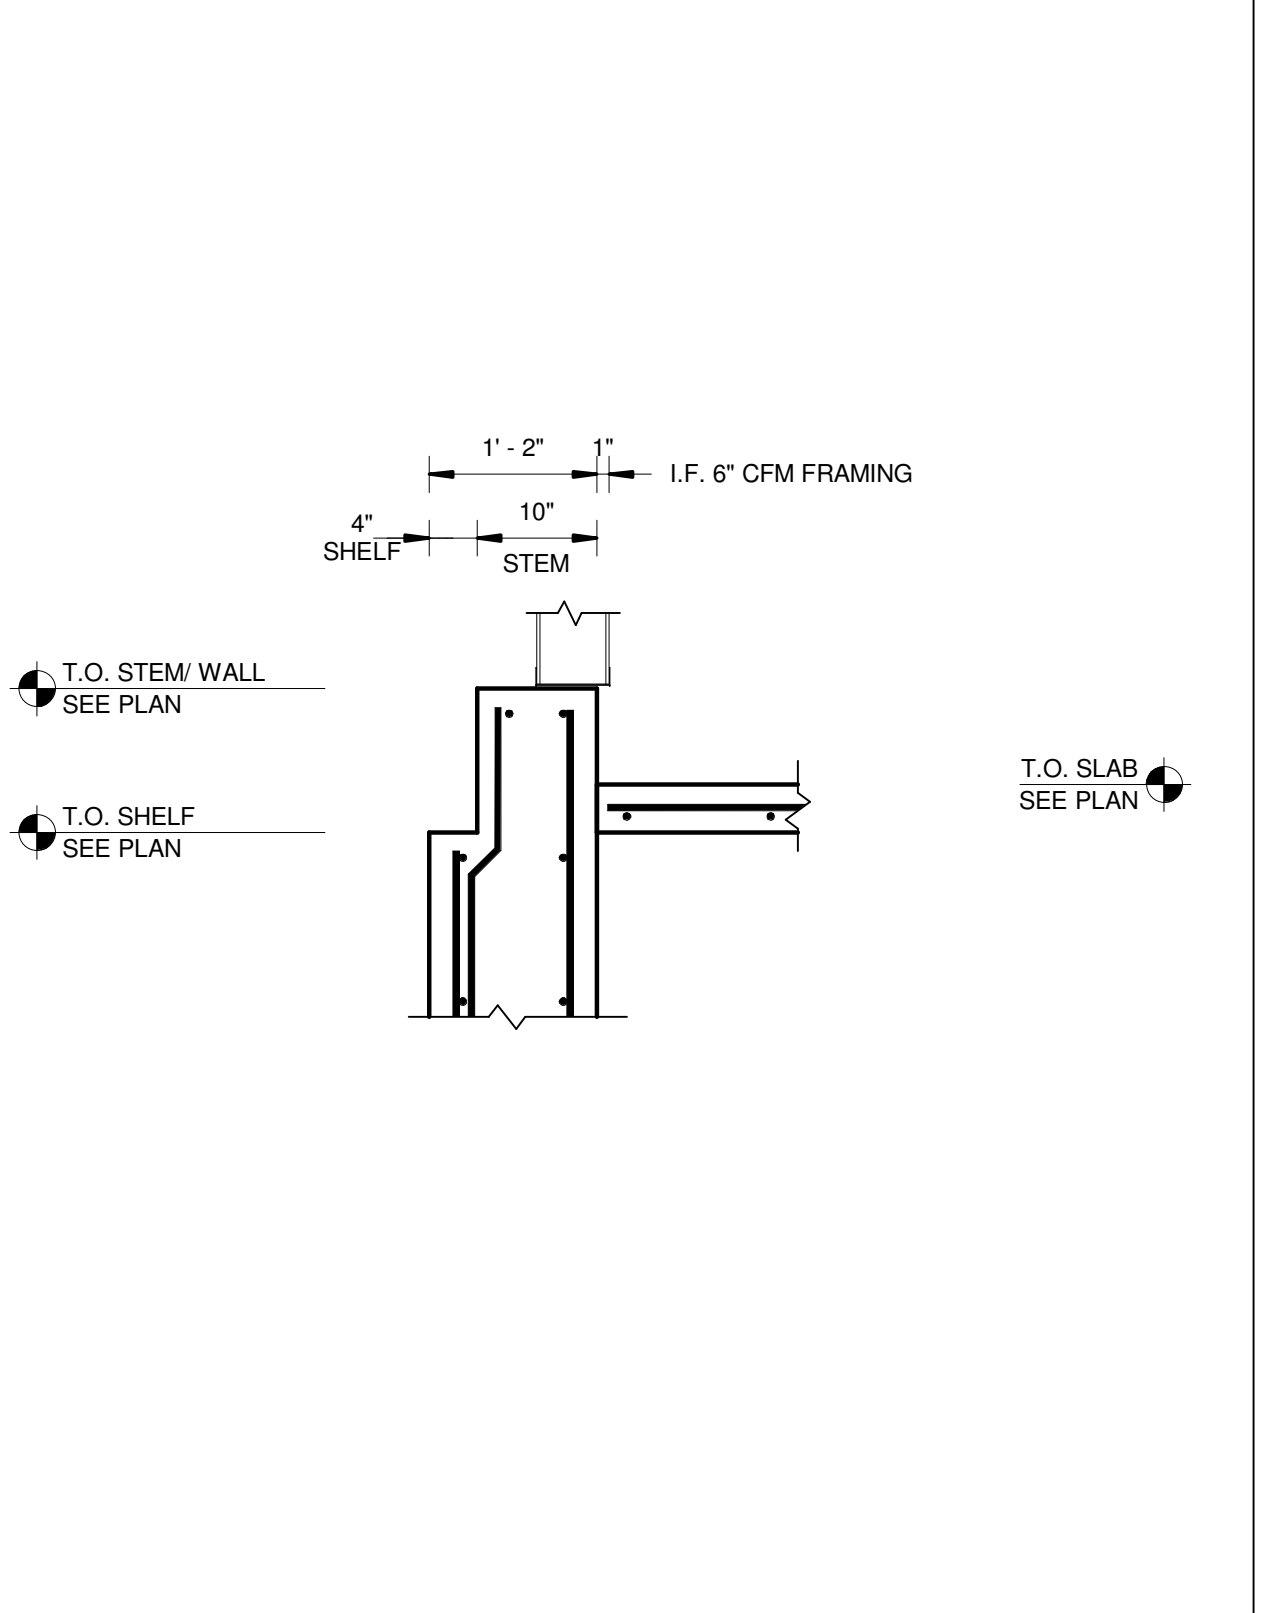 1' - 2"
1"
I.F. 6" CFM FRAMING
4"
SHELF
10"
STEM
T.O. STEM/ WALL
SEE PLAN
T.O. SHELF
SEE PLAN
T.O. SLAB
SEE PLAN